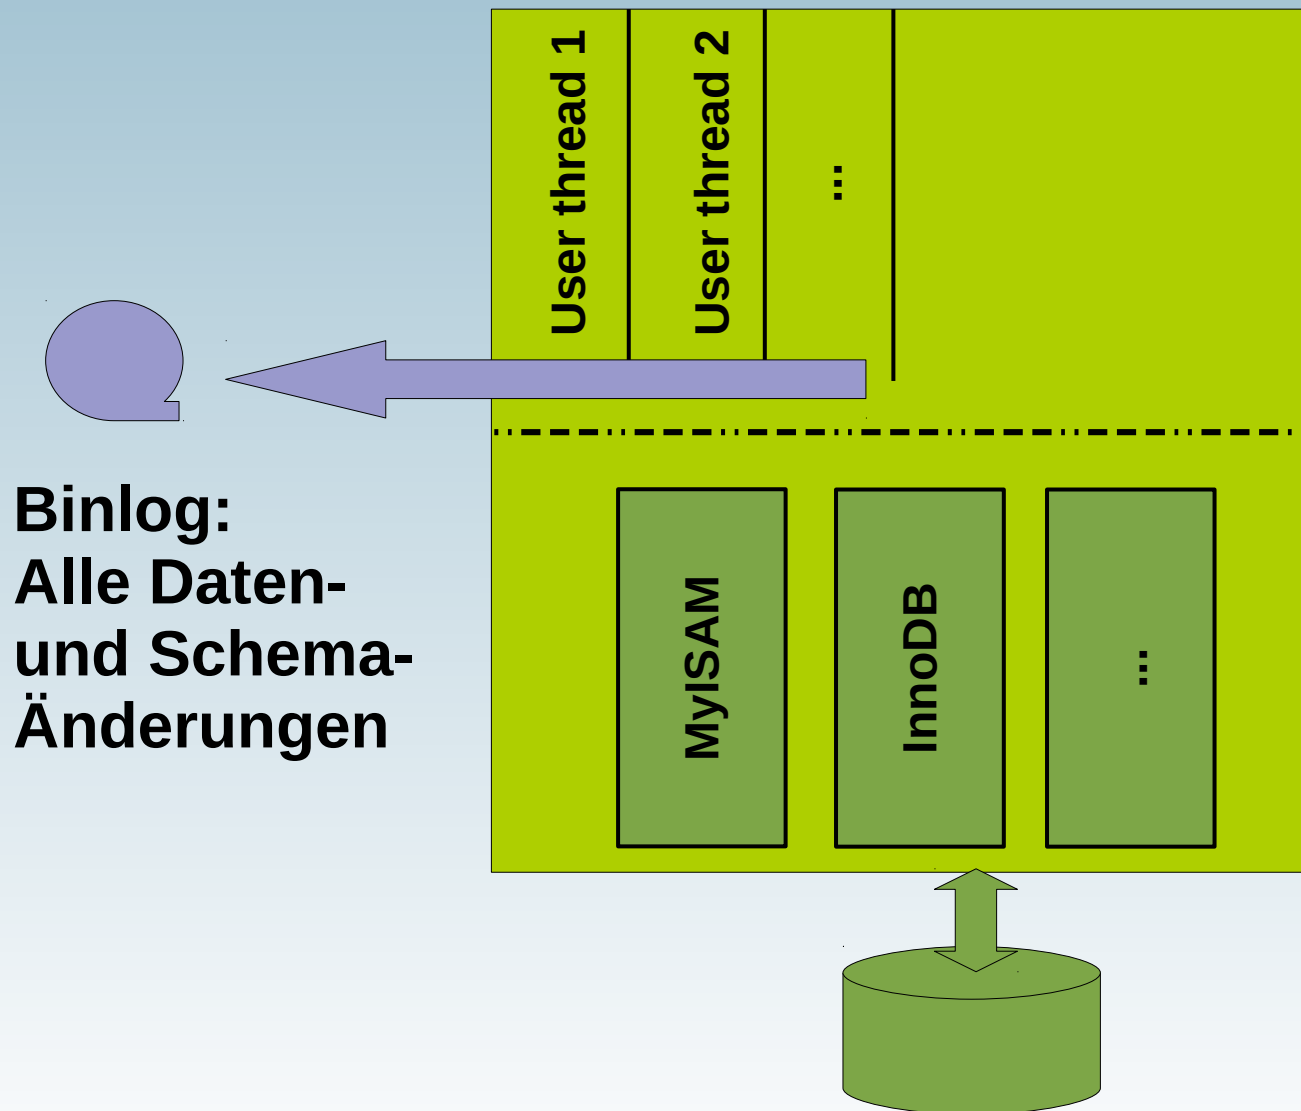 User thread 1
User thread 2
...
Binlog:
Alle Daten-
und Schema-
Änderungen
MyISAM
InnoDB
...